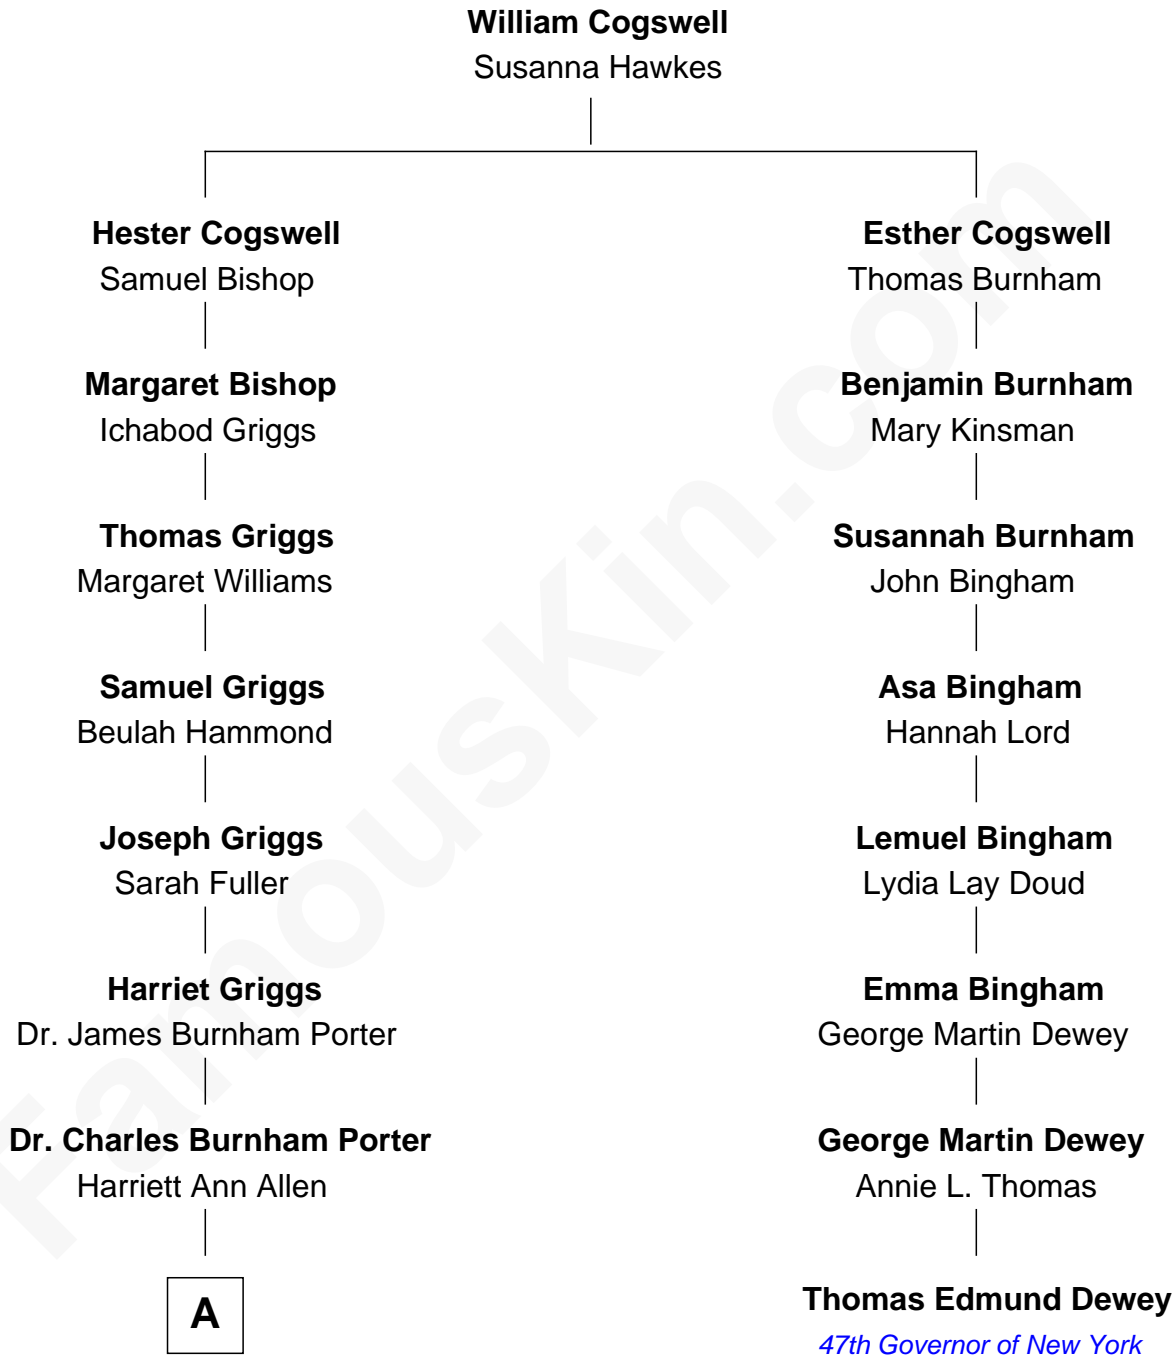 William Cogswell
Susanna Hawkes
Hester Cogswell
Samuel Bishop
Margaret Bishop
Ichabod Griggs
Thomas Griggs
Margaret Williams
Samuel Griggs
Beulah Hammond
Joseph Griggs
Sarah Fuller
Harriet Griggs
Dr. James Burnham Porter
Dr. Charles Burnham Porter
Harriett Ann Allen
A
Esther Cogswell
Thomas Burnham
Benjamin Burnham
Mary Kinsman
Susannah Burnham
John Bingham
Asa Bingham
Hannah Lord
Lemuel Bingham
Lydia Lay Doud
Emma Bingham
George Martin Dewey
George Martin Dewey
Annie L. Thomas
Thomas Edmund Dewey
47th Governor of New York
FamousKin.com